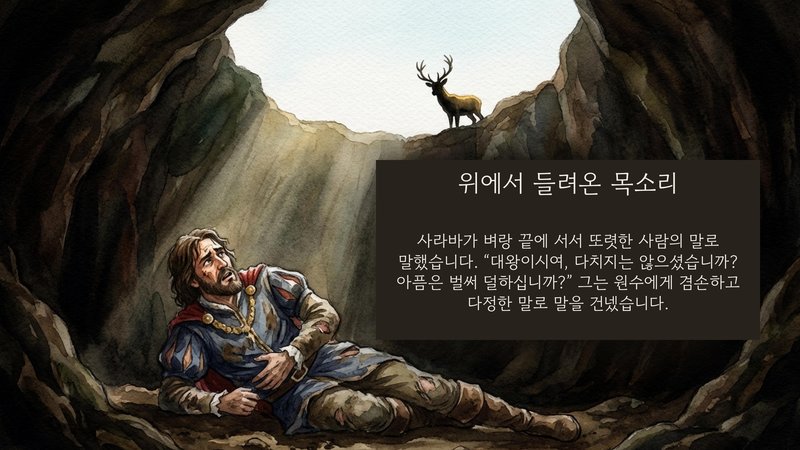 위에서 들려온 목소리
사라바가 벼랑 끝에 서서 또렷한 사람의 말로
말했습니다. “대왕이시여, 다치지는 않으셨습니까?
아픔은 벌써 덜하십니까?” 그는 원수에게 겸손하고
다정한 말로 말을 건넸습니다.